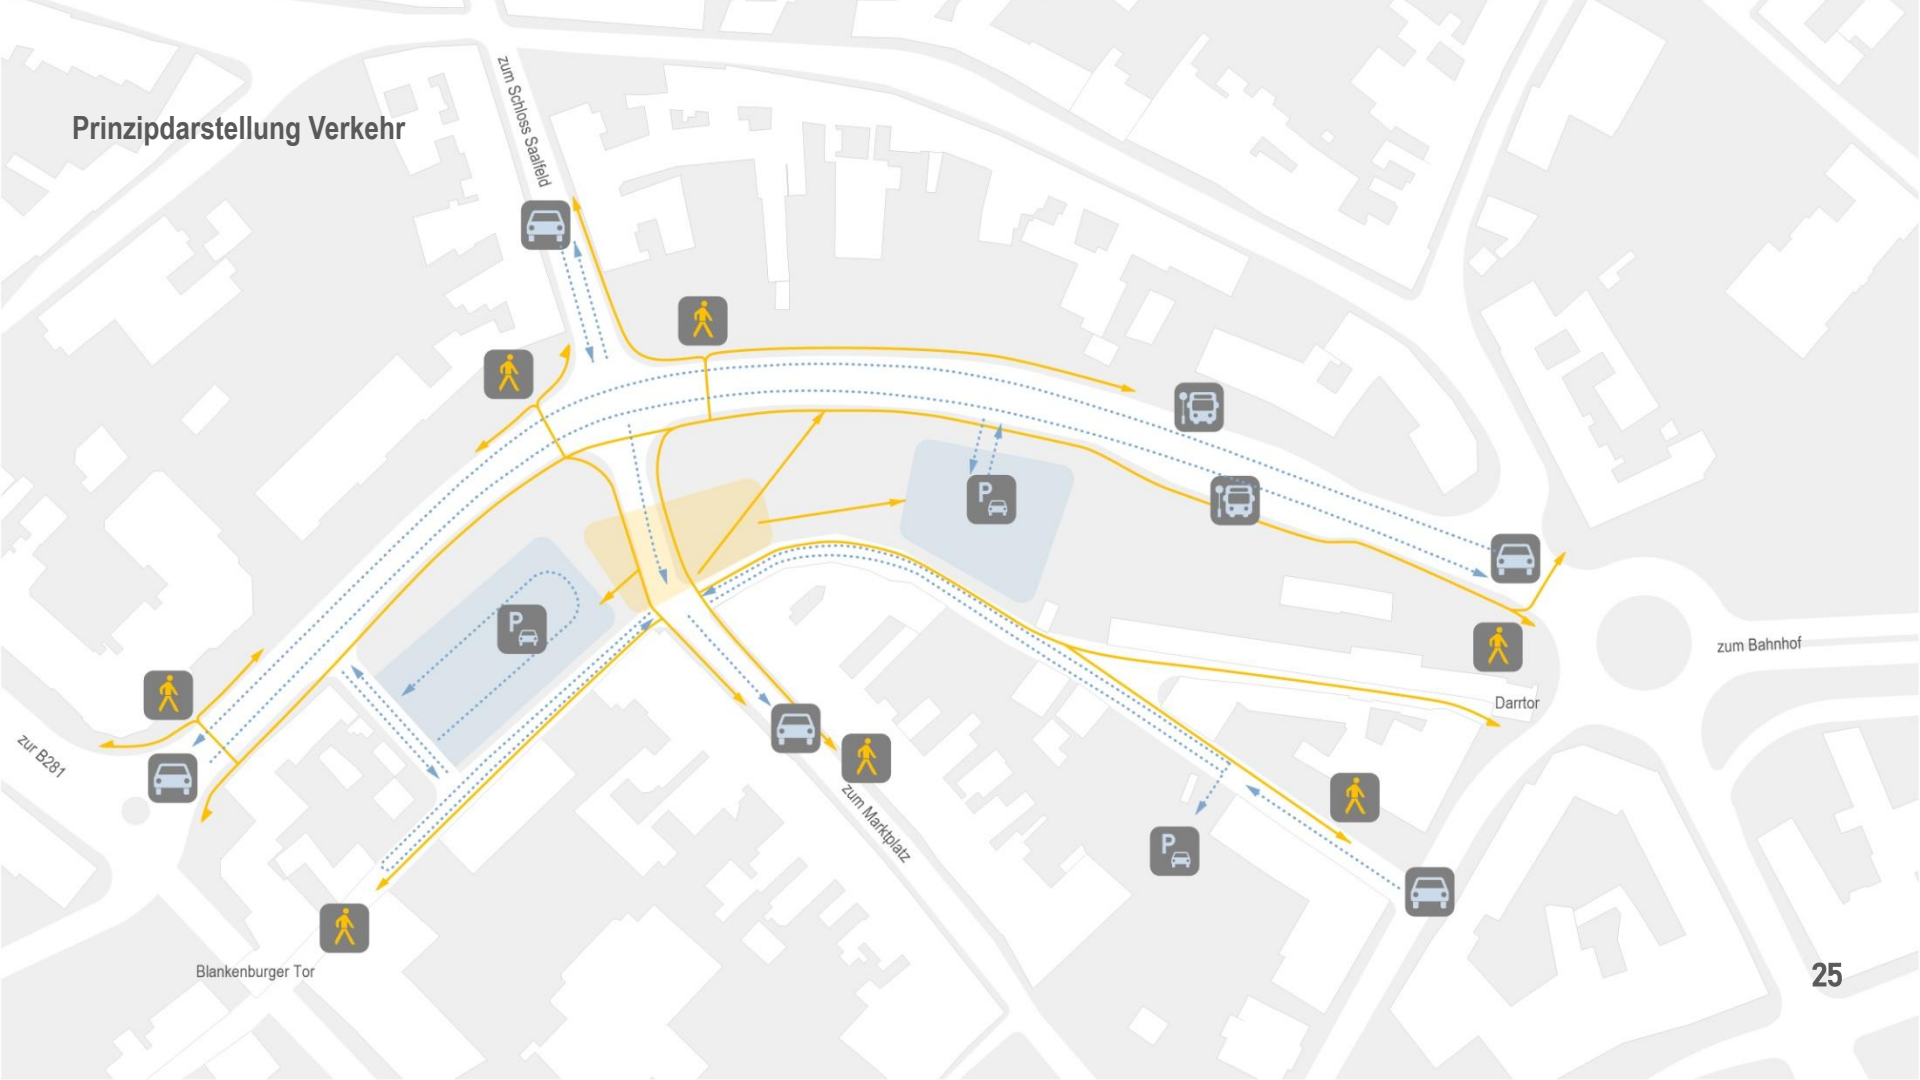 zum Schloss Saalfeld
Prinzipdarstellung Verkehr
P
P
zum Bahnhof
Darrtor
zur B281
zum Marktplatz
P
Blankenburger Tor
25